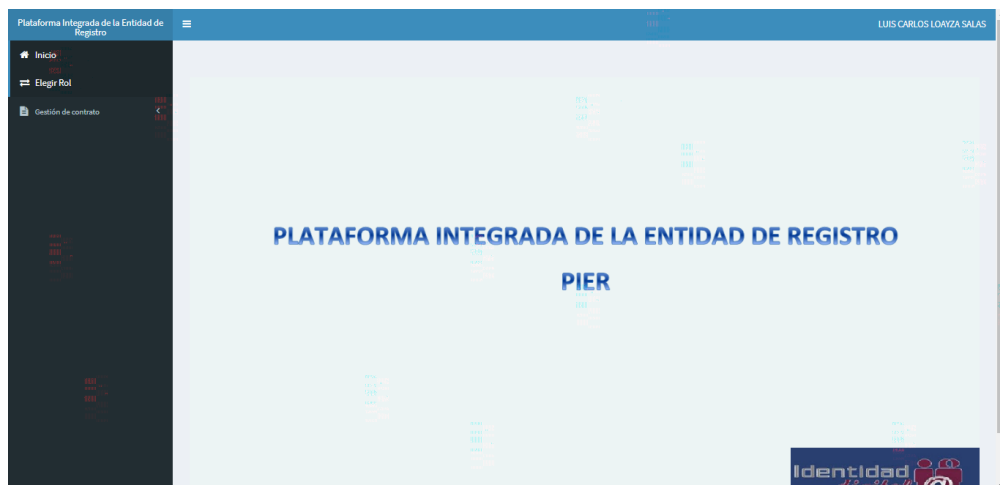 Plataforma Integrada de la Entidad de
Registro
LUIS CARLOS LOAYZA SALAS
Inicio
Elegir Rol
Gestión de contrato
PLATAFORMA INTEGRADA DE LA ENTIDAD DE REGISTRO
PIER
Identidad